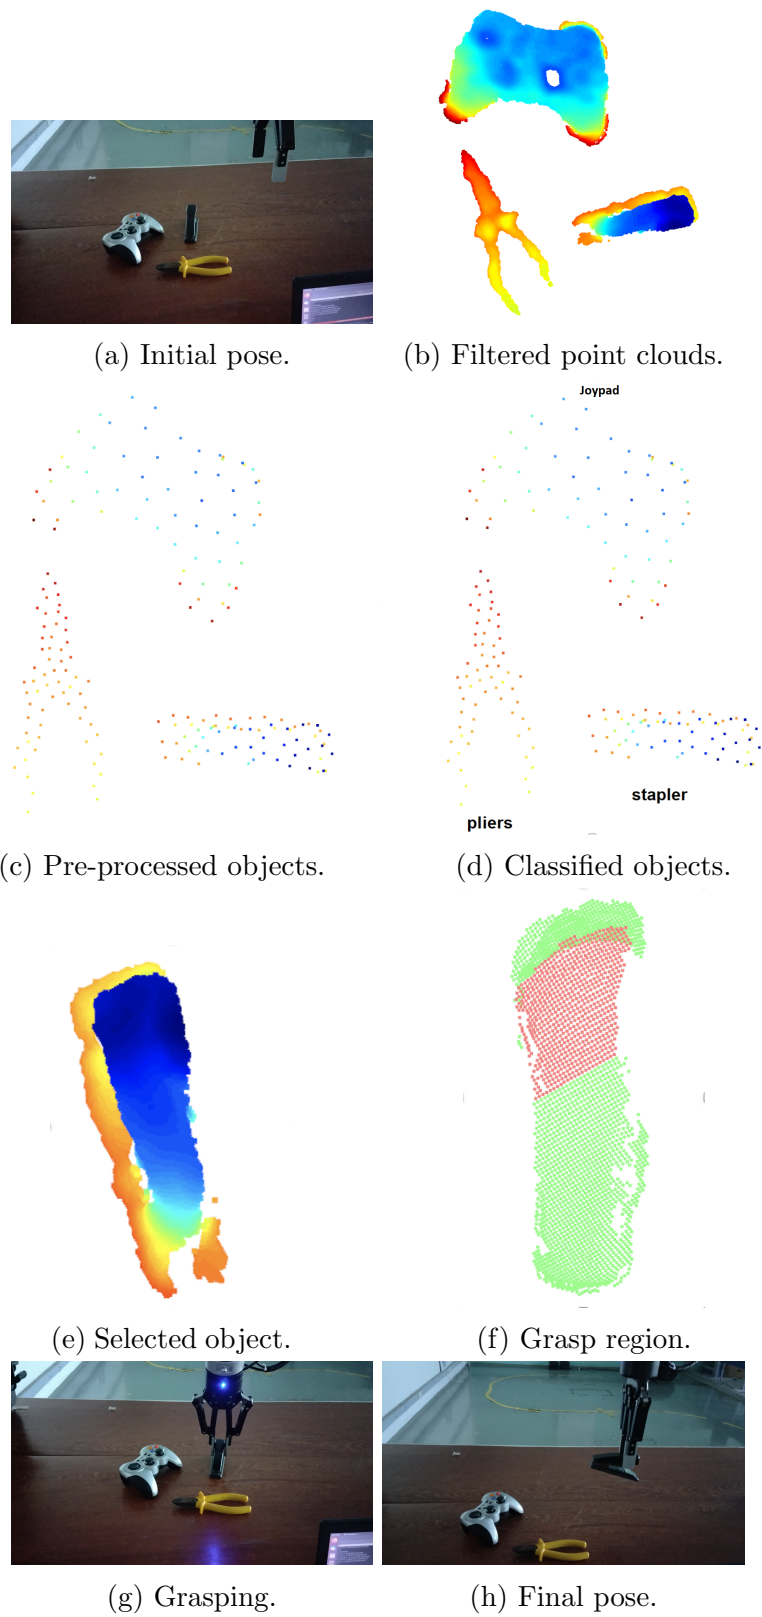 (a) Initial pose.
(b) Filtered point clouds.
Joypad
stapler
pliers
(c) Pre-processed objects.
(d) Classified objects.
(e) Selected object.
(f) Grasp region.
(g) Grasping.
(h) Final pose.